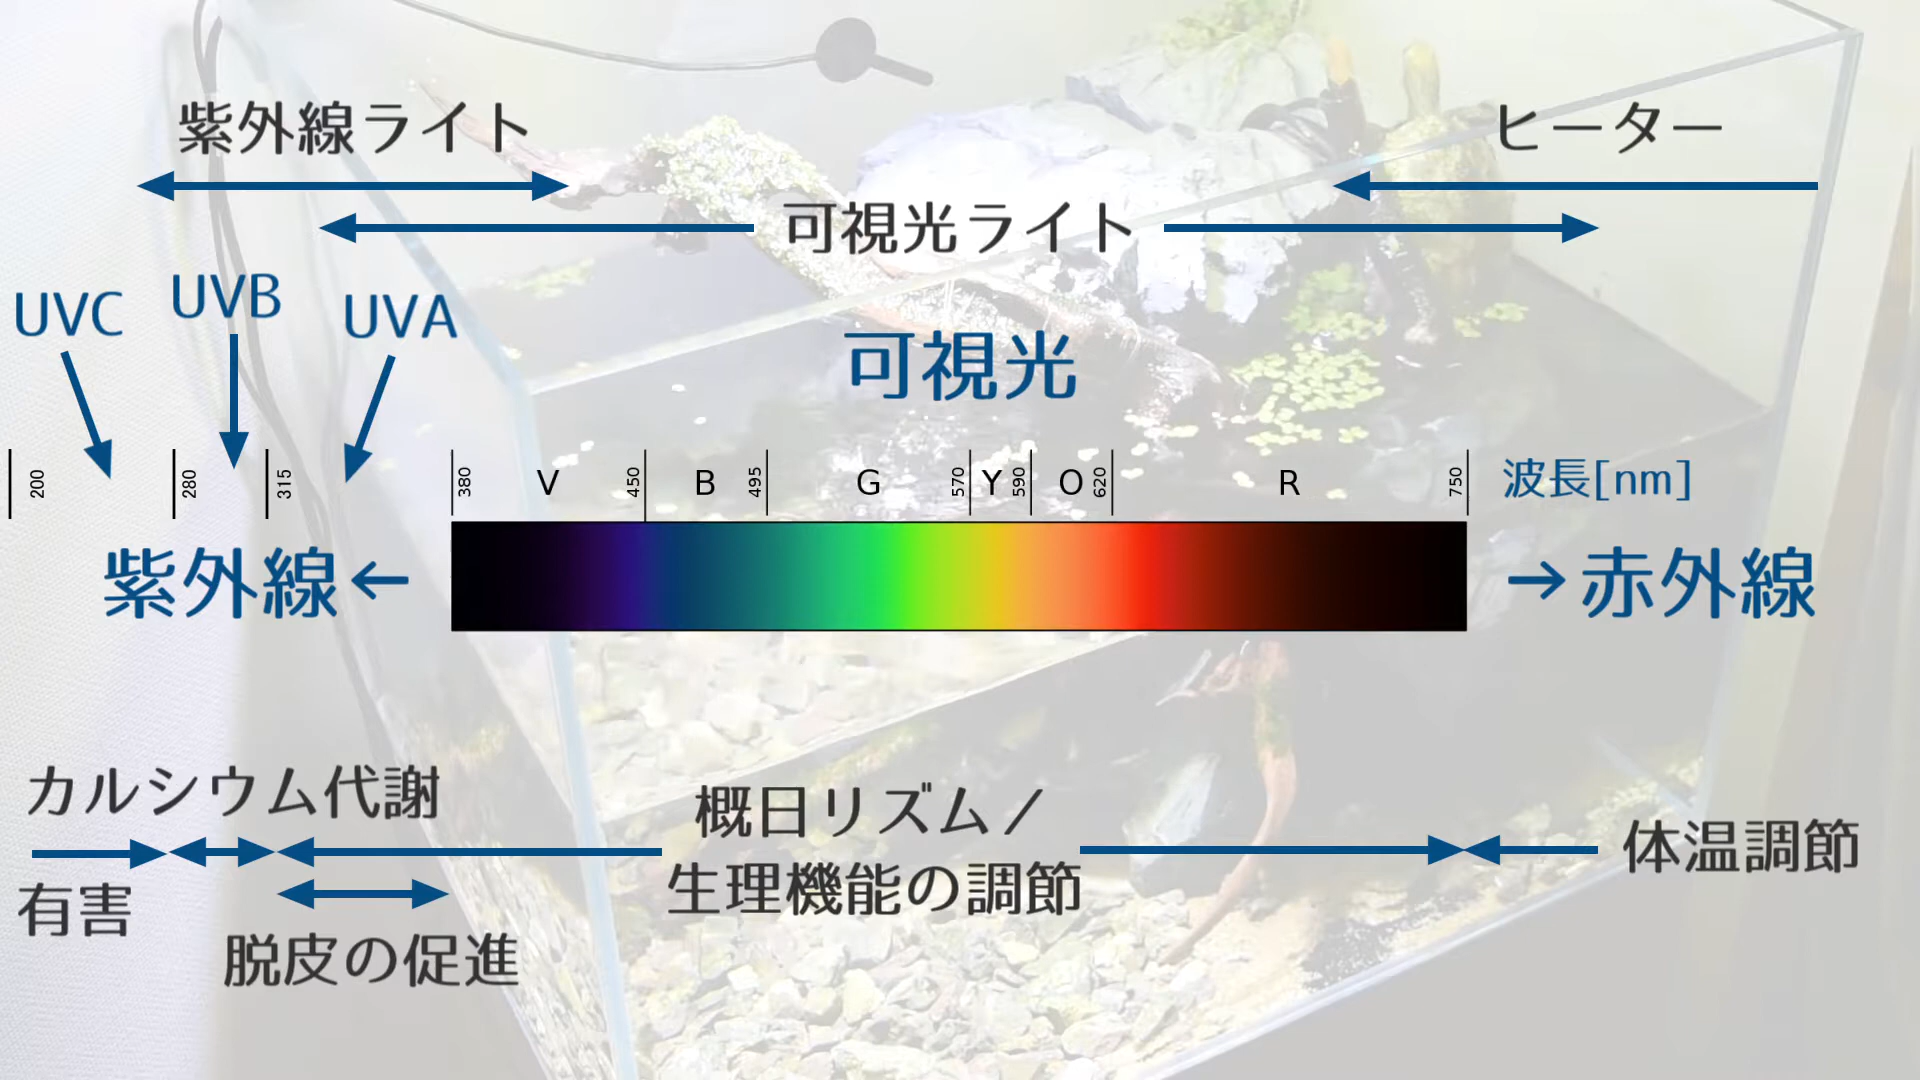 紫外線ライト
ヒーター
可視光ライト
UVC
UVB
UVA
可視光
200
280
315
380
V
450
B
495
G
570
Y
590
O
620
R
750
波長[nm]
紫外線←
→赤外線
カルシウム代謝
概日リズム／
生理機能の調節
体温調節
有害
脱皮の促進